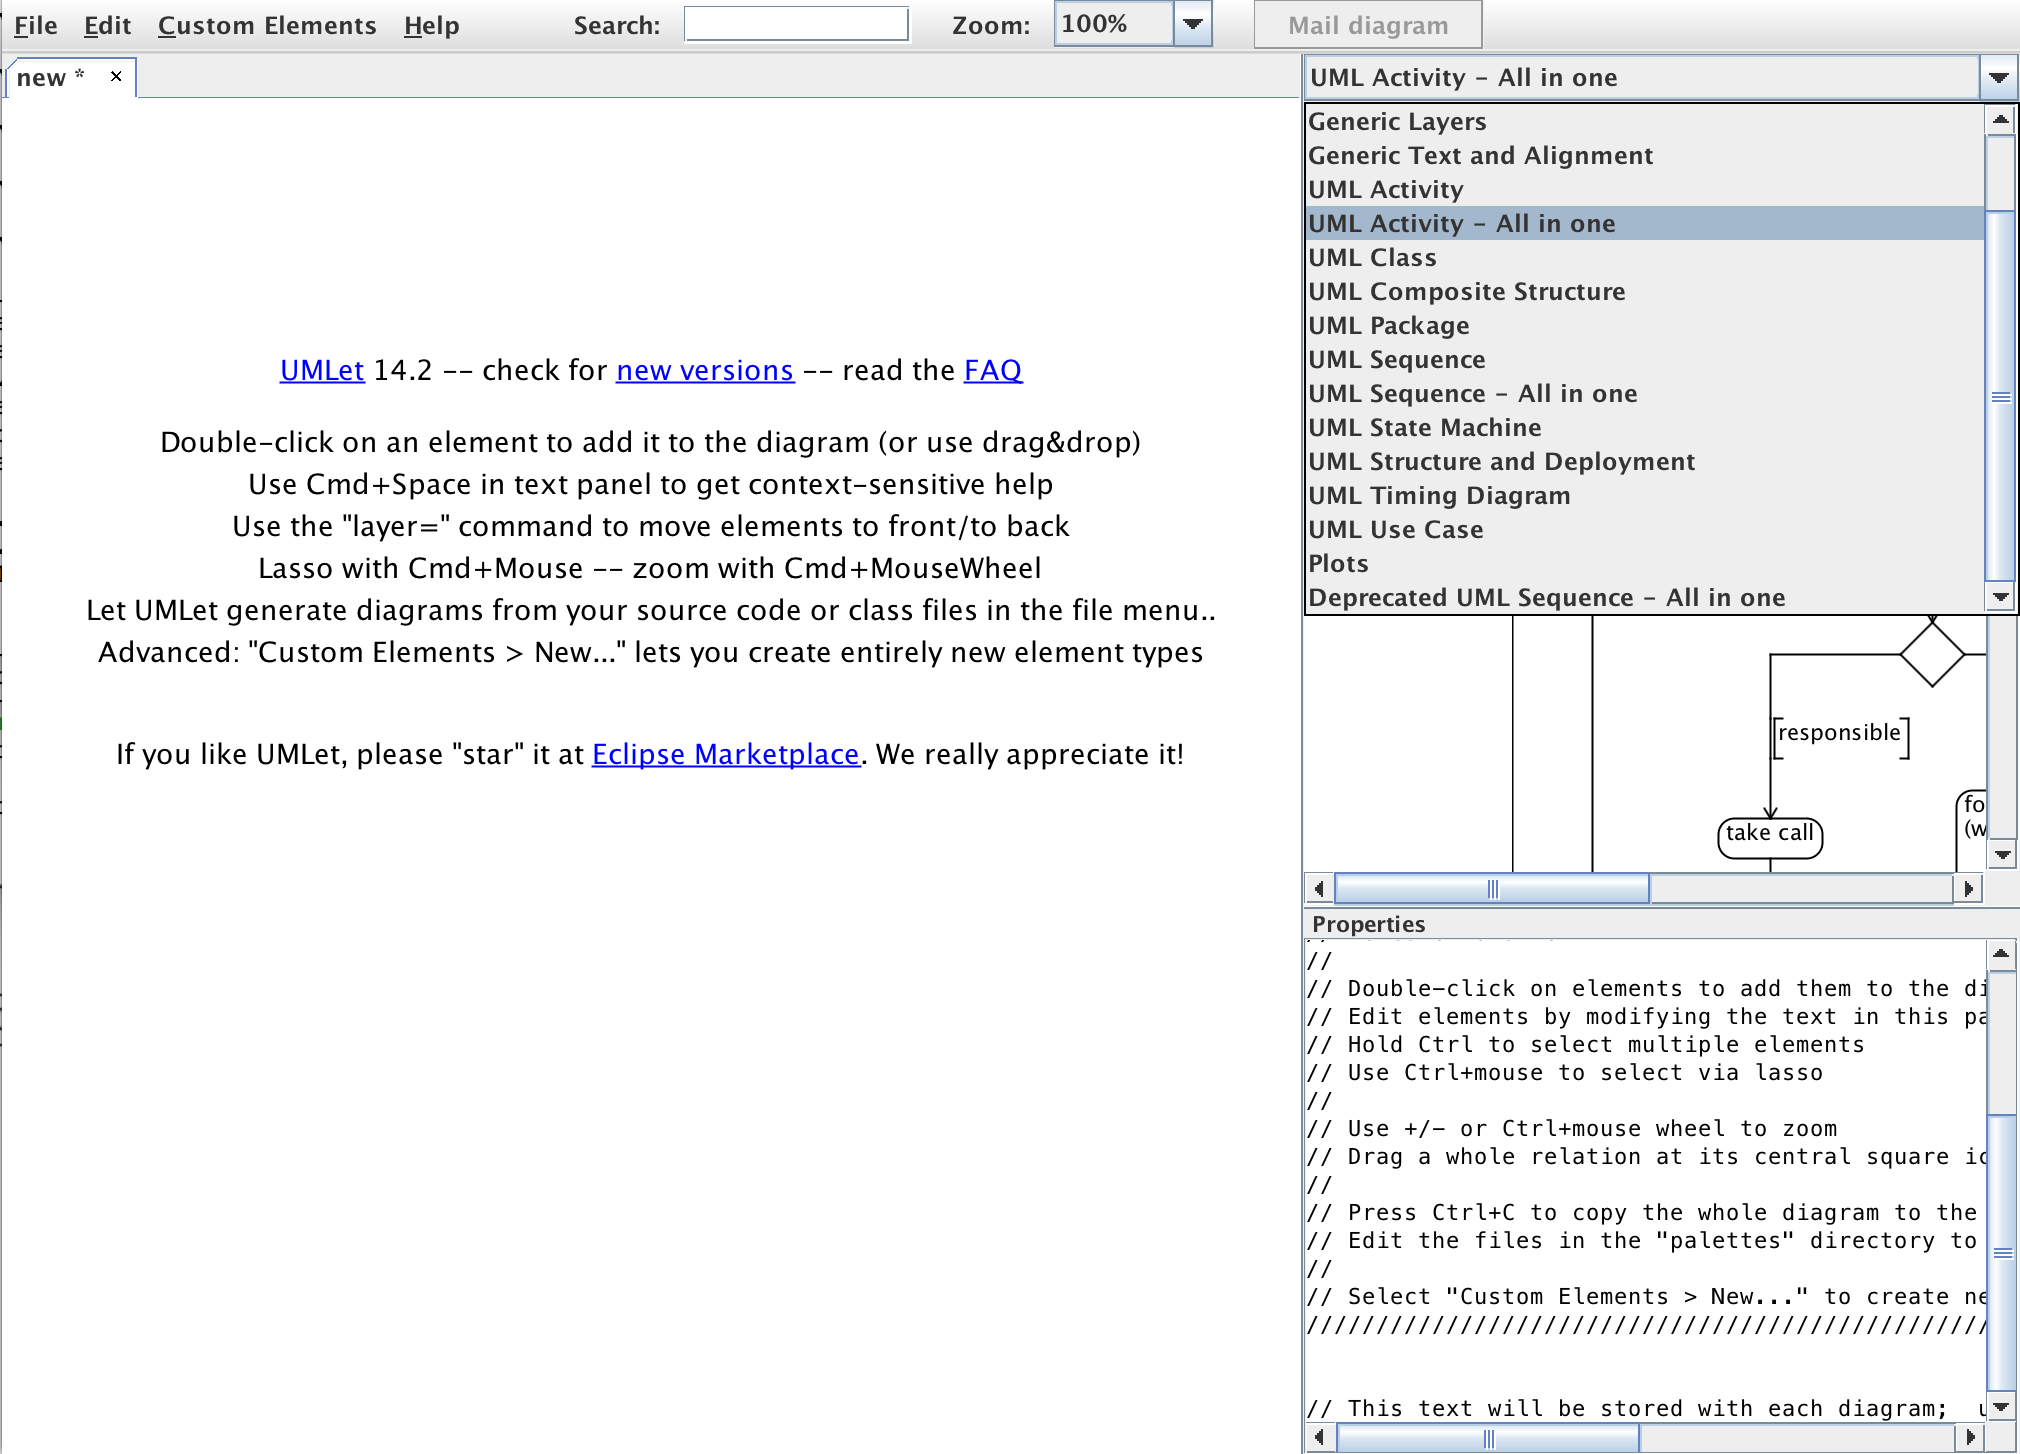 File Edit Custom Elements Help Search: Zoom: 100% Mail diagram
new * ×
UMLet 14.2 -- check for new versions -- read the FAQ
Double-click on an element to add it to the diagram (or use drag&drop)
Use Cmd+Space in text panel to get context-sensitive help
Use the "layer=" command to move elements to front/to back
Lasso with Cmd+Mouse -- zoom with Cmd+MouseWheel
Let UMLet generate diagrams from your source code or class files in the file menu..
Advanced: "Custom Elements > New..." lets you create entirely new element types
If you like UMLet, please "star" it at Eclipse Marketplace. We really appreciate it!
UML Activity - All in one
Generic Layers
Generic Text and Alignment
UML Activity
UML Activity - All in one
UML Class
UML Composite Structure
UML Package
UML Sequence
UML Sequence - All in one
UML State Machine
UML Structure and Deployment
UML Timing Diagram
UML Use Case
Plots
Deprecated UML Sequence - All in one
[responsible]
fo
(w
take call
Properties
//
// Double-click on elements to add them to the di
// Edit elements by modifying the text in this pa
// Hold Ctrl to select multiple elements
// Use Ctrl+mouse to select via lasso
//
// Use +/- or Ctrl+mouse wheel to zoom
// Drag a whole relation at its central square ic
//
// Press Ctrl+C to copy the whole diagram to the
// Edit the files in the "palettes" directory to
//
// Select "Custom Elements > New..." to create ne
/////////////////////////////////////////////////
// This text will be stored with each diagram;  u